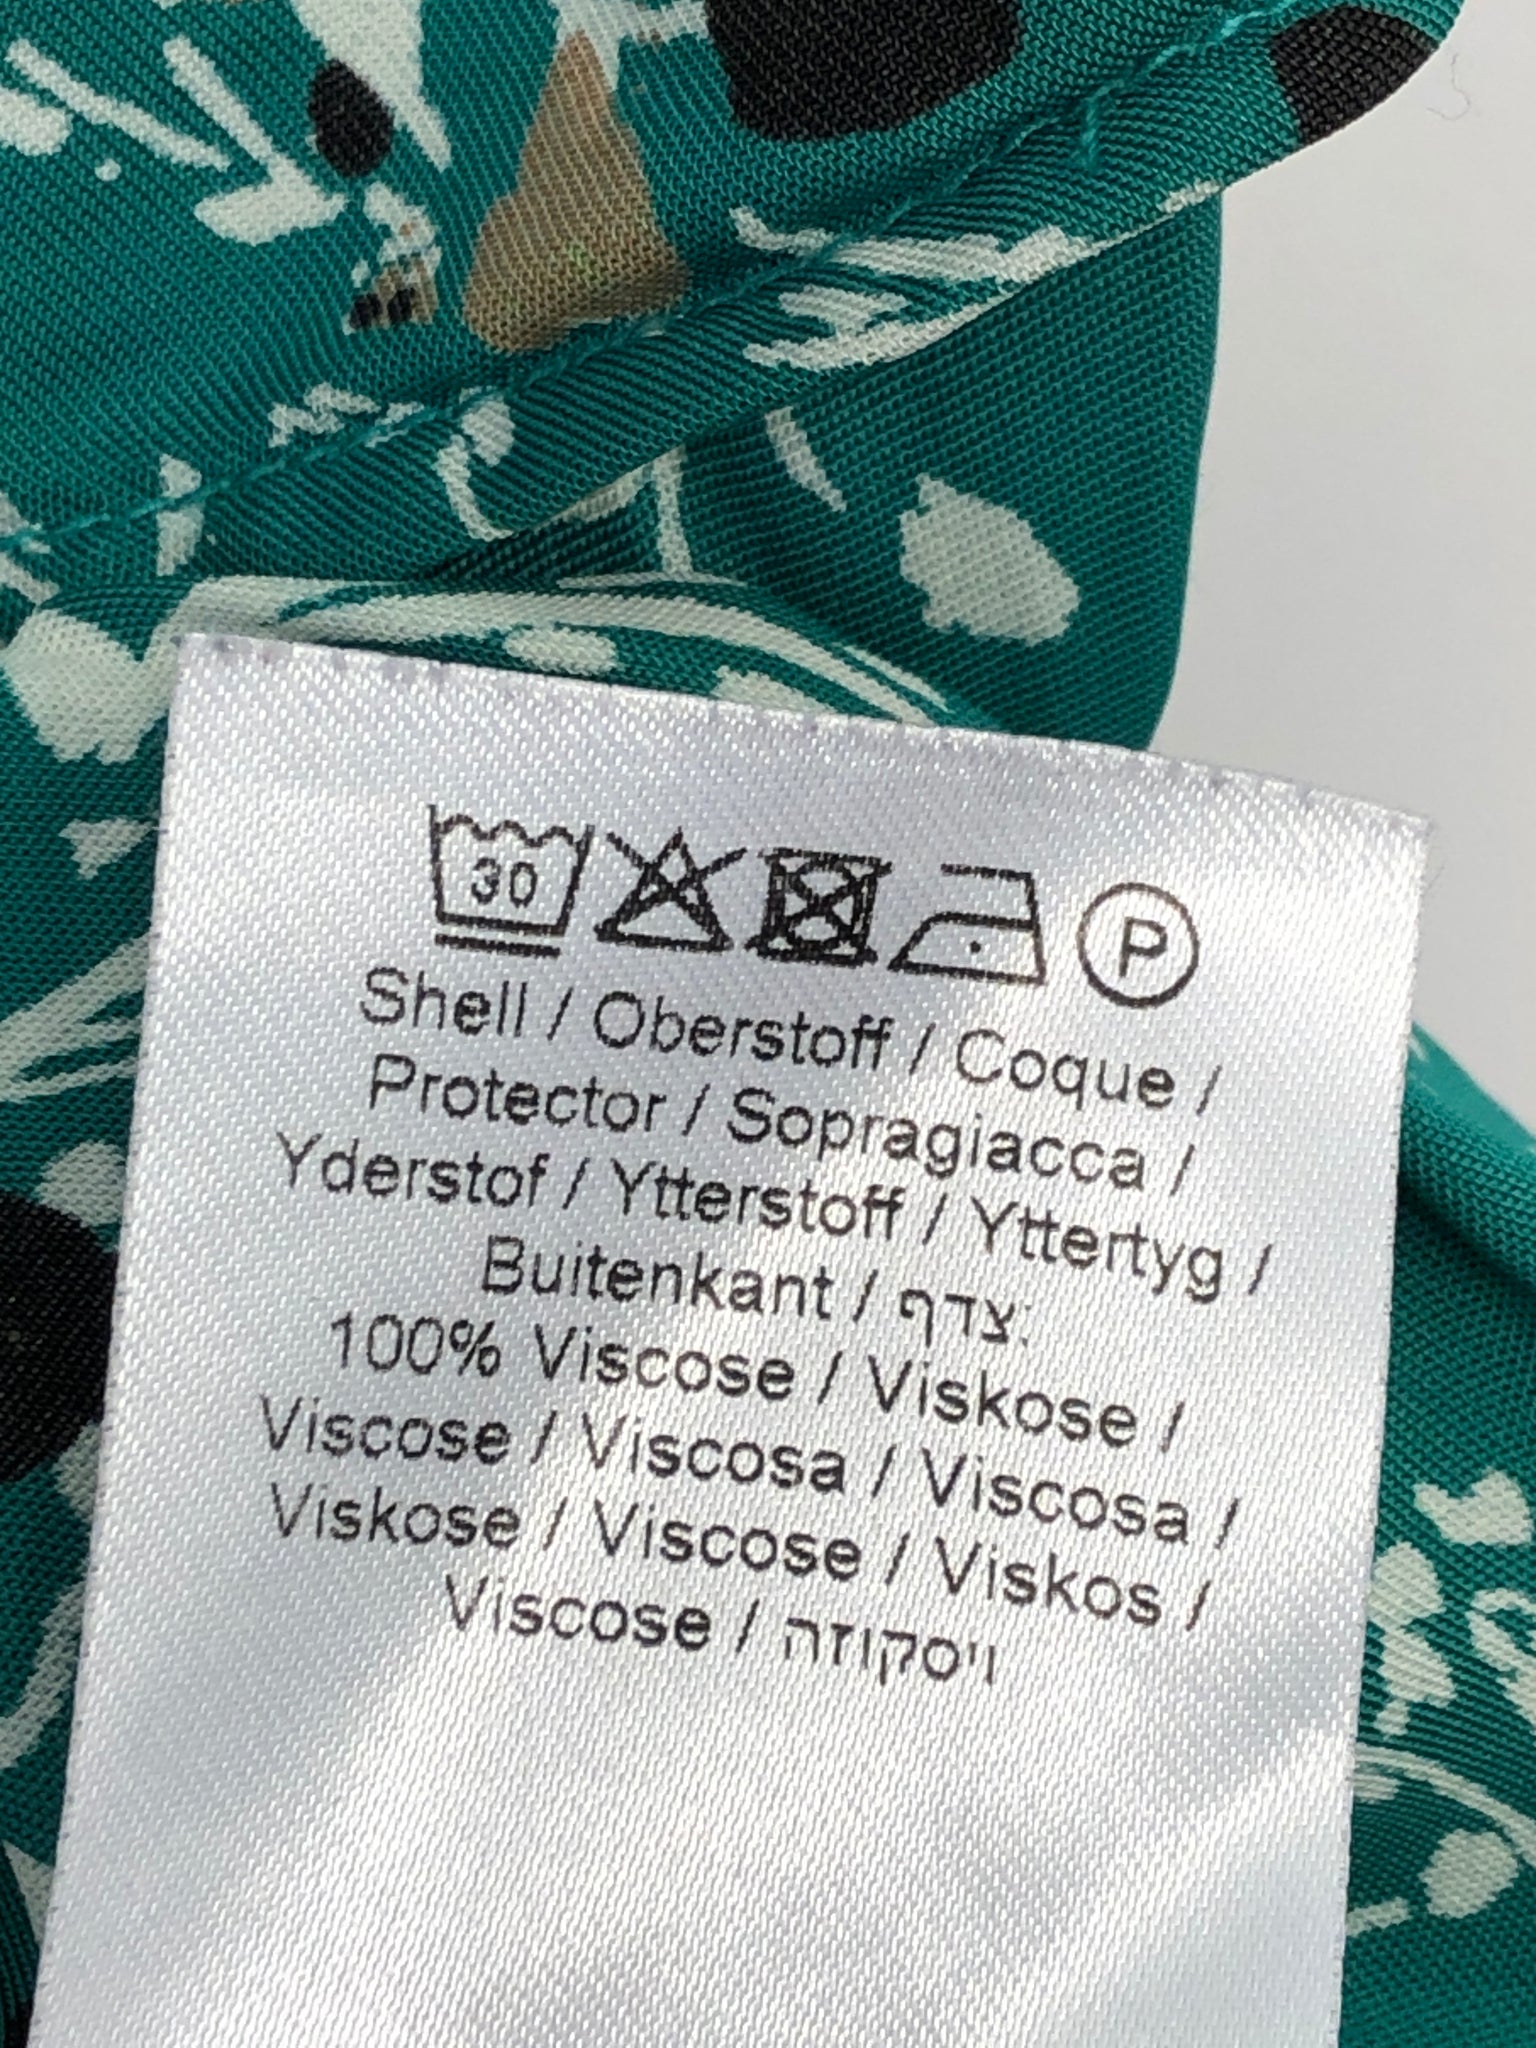 30 P
Shell / Oberstoff / Coque /
Protector / Sopragiacca /
Yderstof / Ytterstoff / Yttertyg /
Buitenkant / צדף:
100% Viscose / Viskose /
Viscose / Viscosa / Viscosa /
Viskose / Viscose / Viskos /
Viscose / ויסקוזה